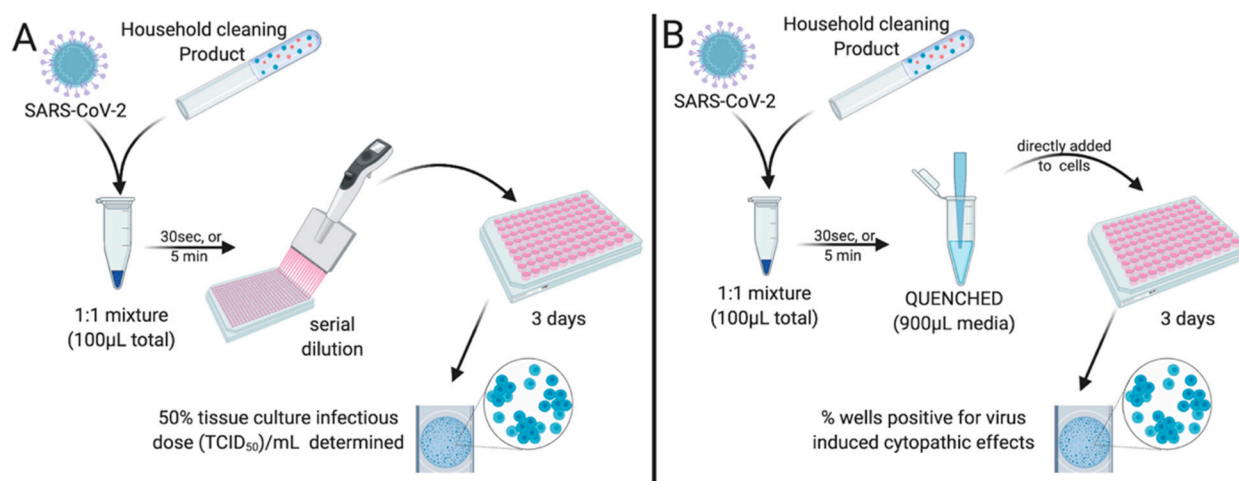 A
Household cleaning
Product
SARS-CoV-2
30sec, or
5 min
1:1 mixture
(100µL total)
serial
dilution
3 days
50% tissue culture infectious
dose (TCID₅₀)/mL determined
B
Household cleaning
Product
SARS-CoV-2
directly added
to cells
30sec, or
5 min
1:1 mixture
(100µL total)
QUENCHED
(900µL media)
3 days
% wells positive for virus
induced cytopathic effects